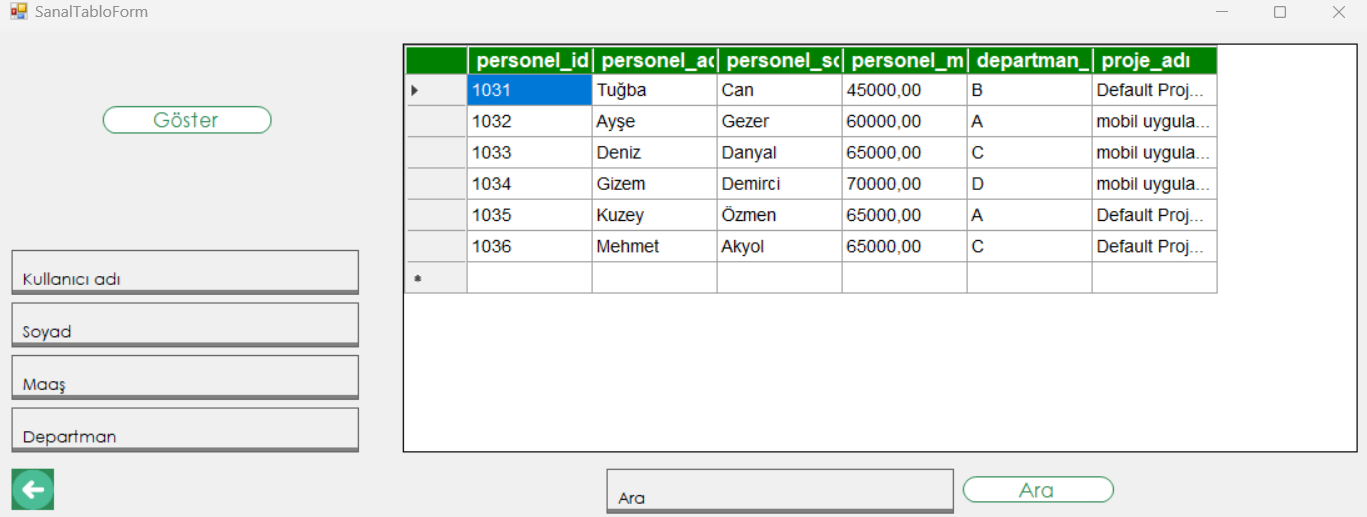 SanalTabloForm
Göster
Kullanıcı adı
Soyad
Maaş
Departman
personel_id personel_ad personel_so personel_m departman_ proje_adı
1031 Tuğba Can 45000,00 B Default Proj...
1032 Ayşe Gezer 60000,00 A mobil uygula...
1033 Deniz Danyal 65000,00 C mobil uygula...
1034 Gizem Demirci 70000,00 D mobil uygula...
1035 Kuzey Özmen 65000,00 A Default Proj...
1036 Mehmet Akyol 65000,00 C Default Proj...
Ara
Ara